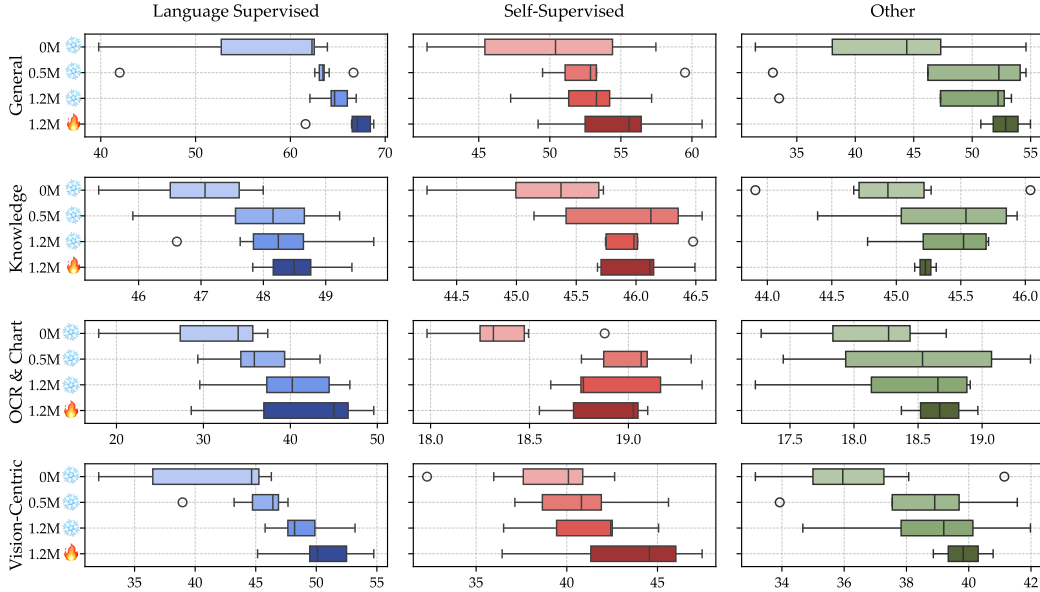 Language Supervised Self-Supervised Other
General
0M
0.5M
1.2M
1.2M
40 50 60 70 45 50 55 60 35 40 45 50 55
Knowledge
0M
0.5M
1.2M
1.2M
46 47 48 49 44.5 45.0 45.5 46.0 46.5 44.0 44.5 45.0 45.5 46.0
OCR & Chart
0M
0.5M
1.2M
1.2M
20 30 40 50 18.0 18.5 19.0 17.5 18.0 18.5 19.0
Vision-Centric
0M
0.5M
1.2M
1.2M
35 40 45 50 55 35 40 45 34 36 38 40 42